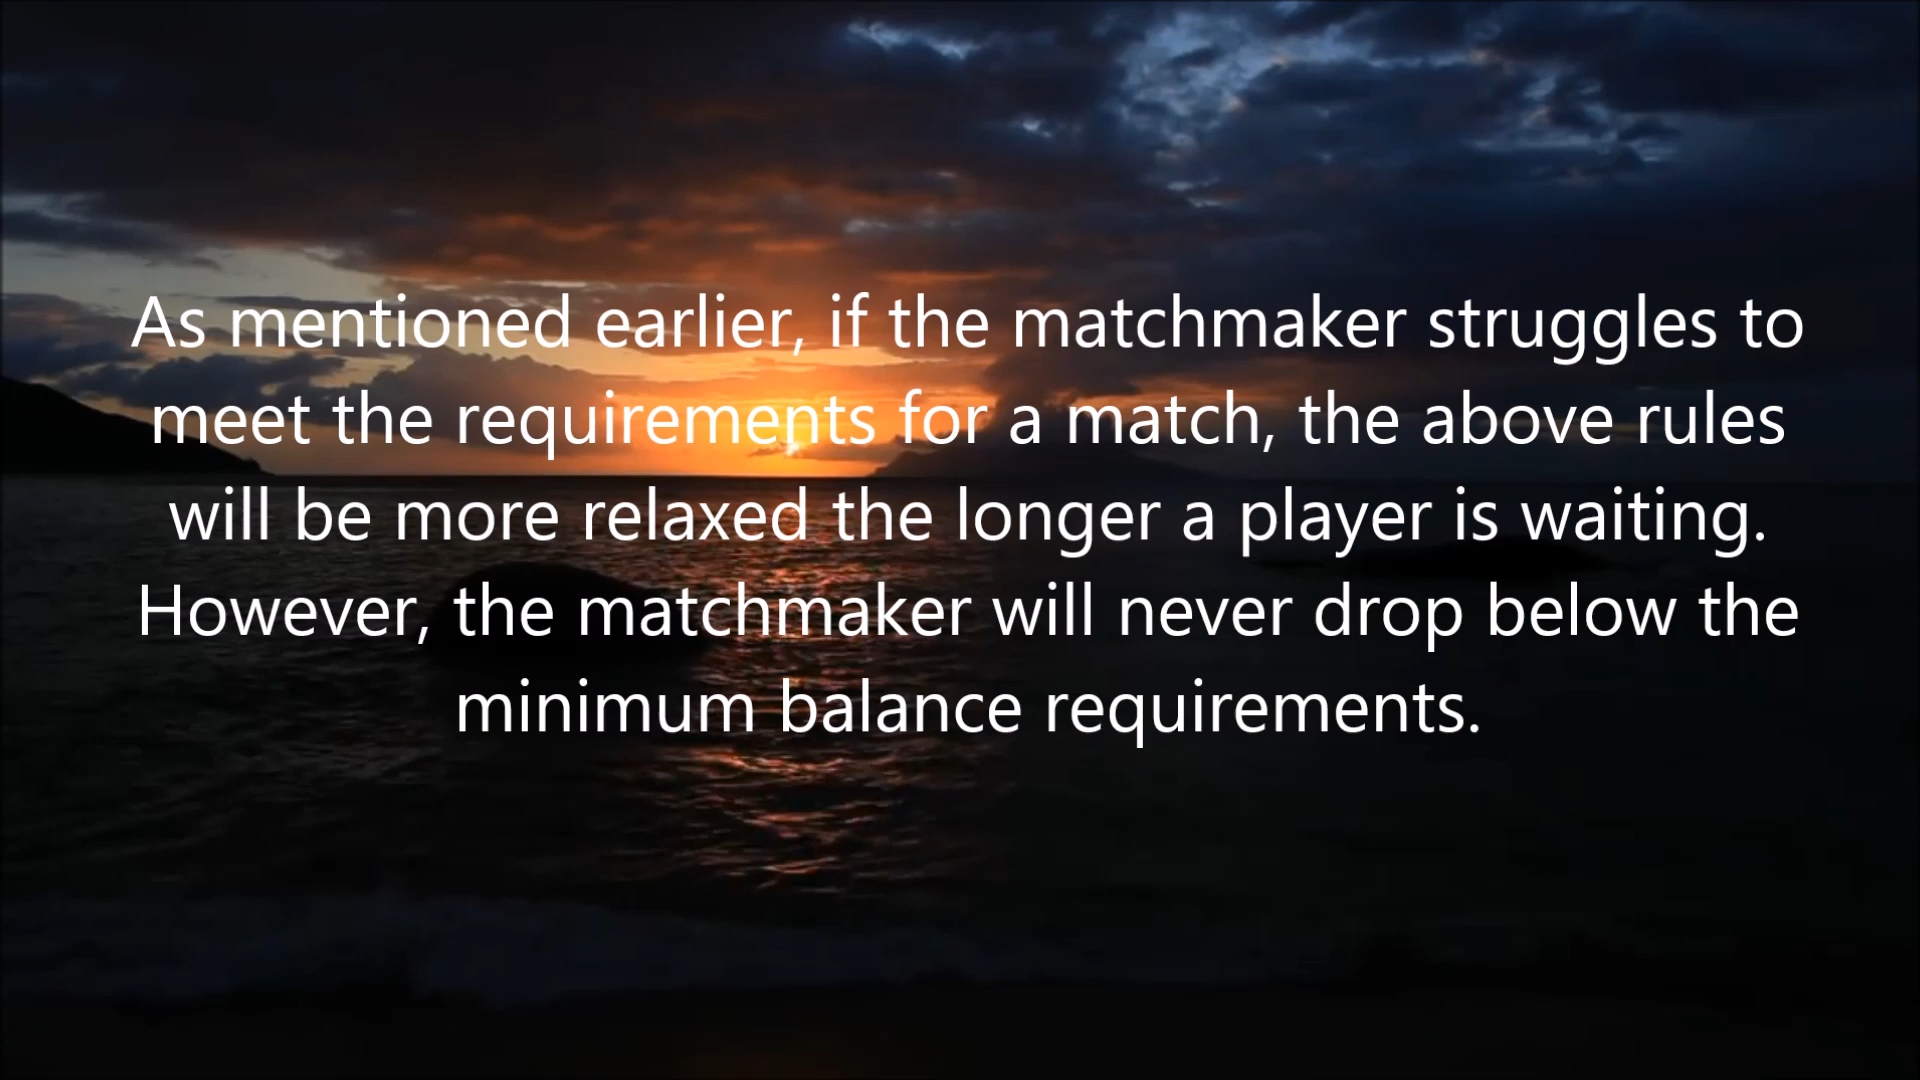 As mentioned earlier, if the matchmaker struggles to
meet the requirements for a match, the above rules
will be more relaxed the longer a player is waiting.
However, the matchmaker will never drop below the
minimum balance requirements.